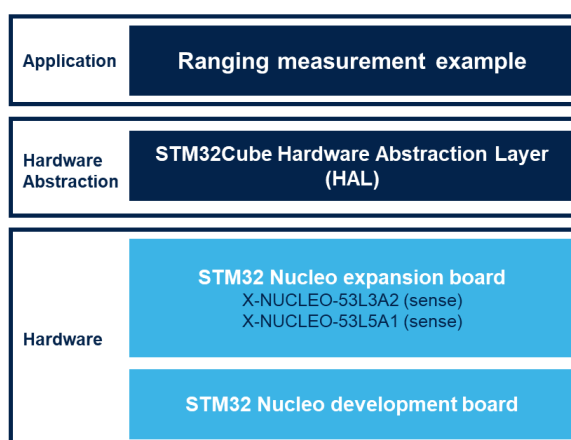 Application
Ranging measurement example
Hardware
Abstraction
STM32Cube Hardware Abstraction Layer
(HAL)
Hardware
STM32 Nucleo expansion board
X-NUCLEO-53L3A2 (sense)
X-NUCLEO-53L5A1 (sense)
STM32 Nucleo development board